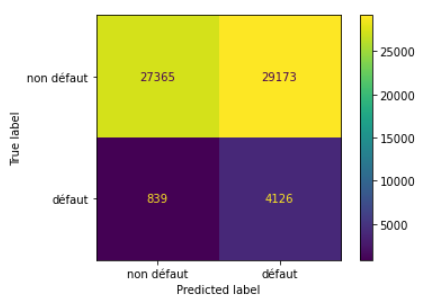 True label
non défaut
défaut
27365 29173
839 4126
non défaut défaut
Predicted label
25000
20000
15000
10000
5000